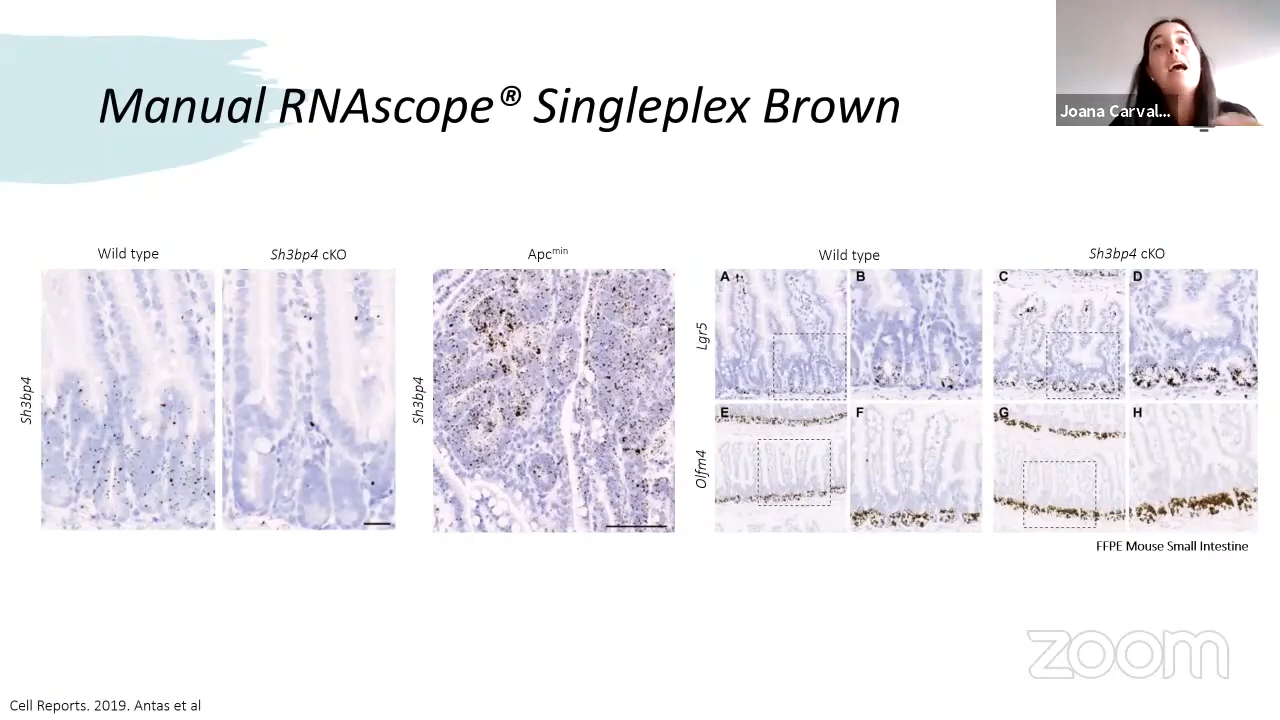 Manual RNAscope® Singleplex Brown
Joana Carval...
Wild type
Sh3bp4 cKO
Apcmin
Wild type
Sh3bp4 cKO
Sh3bp4
Sh3bp4
Lgr5
A
B
C
D
Olfm4
E
F
G
H
FFPE Mouse Small Intestine
zoom
Cell Reports. 2019. Antas et al